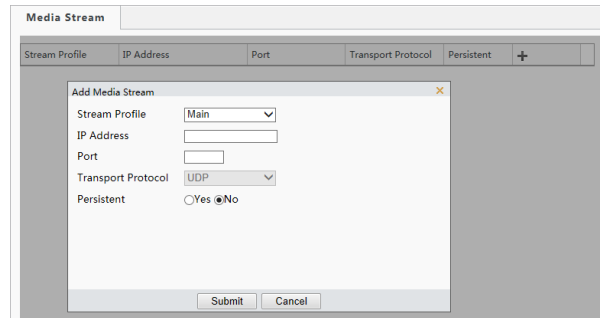 Media Stream
Stream Profile IP Address Port Transport Protocol Persistent +
Add Media Stream ×
Stream Profile Main
IP Address
Port
Transport Protocol UDP
Persistent Yes No
Submit Cancel